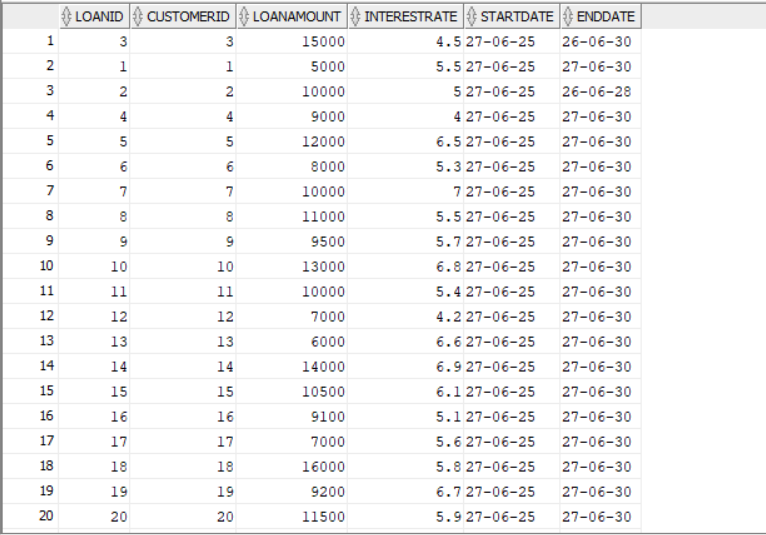 LOANID CUSTOMERID LOANAMOUNT INTERESTRATE STARTDATE ENDDATE
1 3 3 15000 4.5 27-06-25 26-06-30
2 1 1 5000 5.5 27-06-25 27-06-30
3 2 2 10000 5 27-06-25 26-06-28
4 4 4 9000 4 27-06-25 27-06-30
5 5 5 12000 6.5 27-06-25 27-06-30
6 6 6 8000 5.3 27-06-25 27-06-30
7 7 7 10000 7 27-06-25 27-06-30
8 8 8 11000 5.5 27-06-25 27-06-30
9 9 9 9500 5.7 27-06-25 27-06-30
10 10 10 13000 6.8 27-06-25 27-06-30
11 11 11 10000 5.4 27-06-25 27-06-30
12 12 12 7000 4.2 27-06-25 27-06-30
13 13 13 6000 6.6 27-06-25 27-06-30
14 14 14 14000 6.9 27-06-25 27-06-30
15 15 15 10500 6.1 27-06-25 27-06-30
16 16 16 9100 5.1 27-06-25 27-06-30
17 17 17 7000 5.6 27-06-25 27-06-30
18 18 18 16000 5.8 27-06-25 27-06-30
19 19 19 9200 6.7 27-06-25 27-06-30
20 20 20 11500 5.9 27-06-25 27-06-30